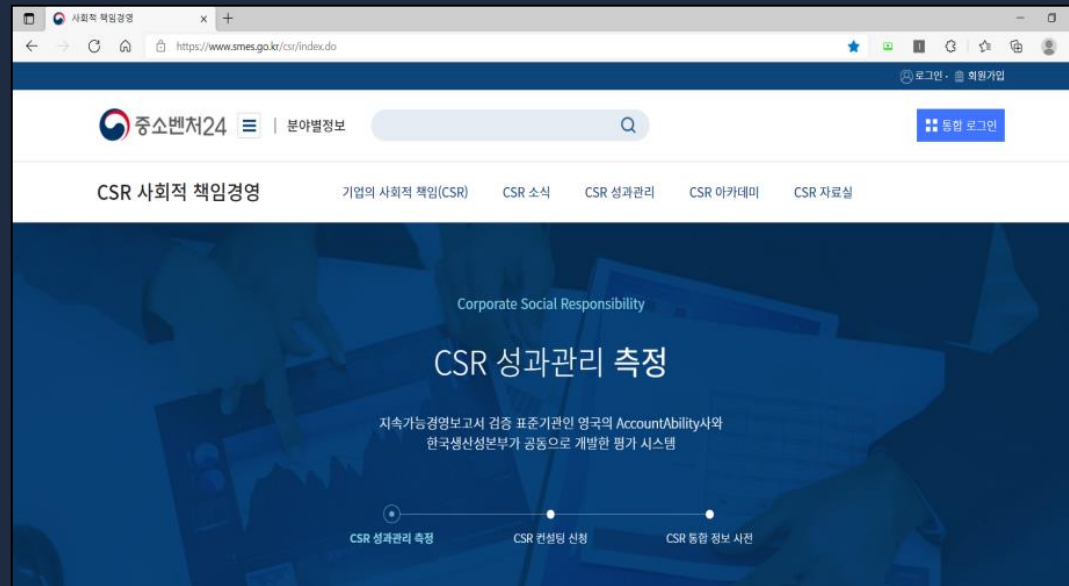 사회적 책임경영
https://www.smes.go.kr/csr/index.do
로그인 · 회원가입
중소벤처24 | 분야별정보
통합 로그인
CSR 사회적 책임경영 기업의 사회적 책임(CSR) CSR 소식 CSR 성과관리 CSR 아카데미 CSR 자료실
Corporate Social Responsibility
CSR 성과관리 측정
지속가능경영보고서 검증 표준기관인 영국의 AccountAbility사와
한국생산성본부가 공동으로 개발한 평가 시스템
CSR 성과관리 측정 CSR 컨설팅 신청 CSR 통합 정보 사전